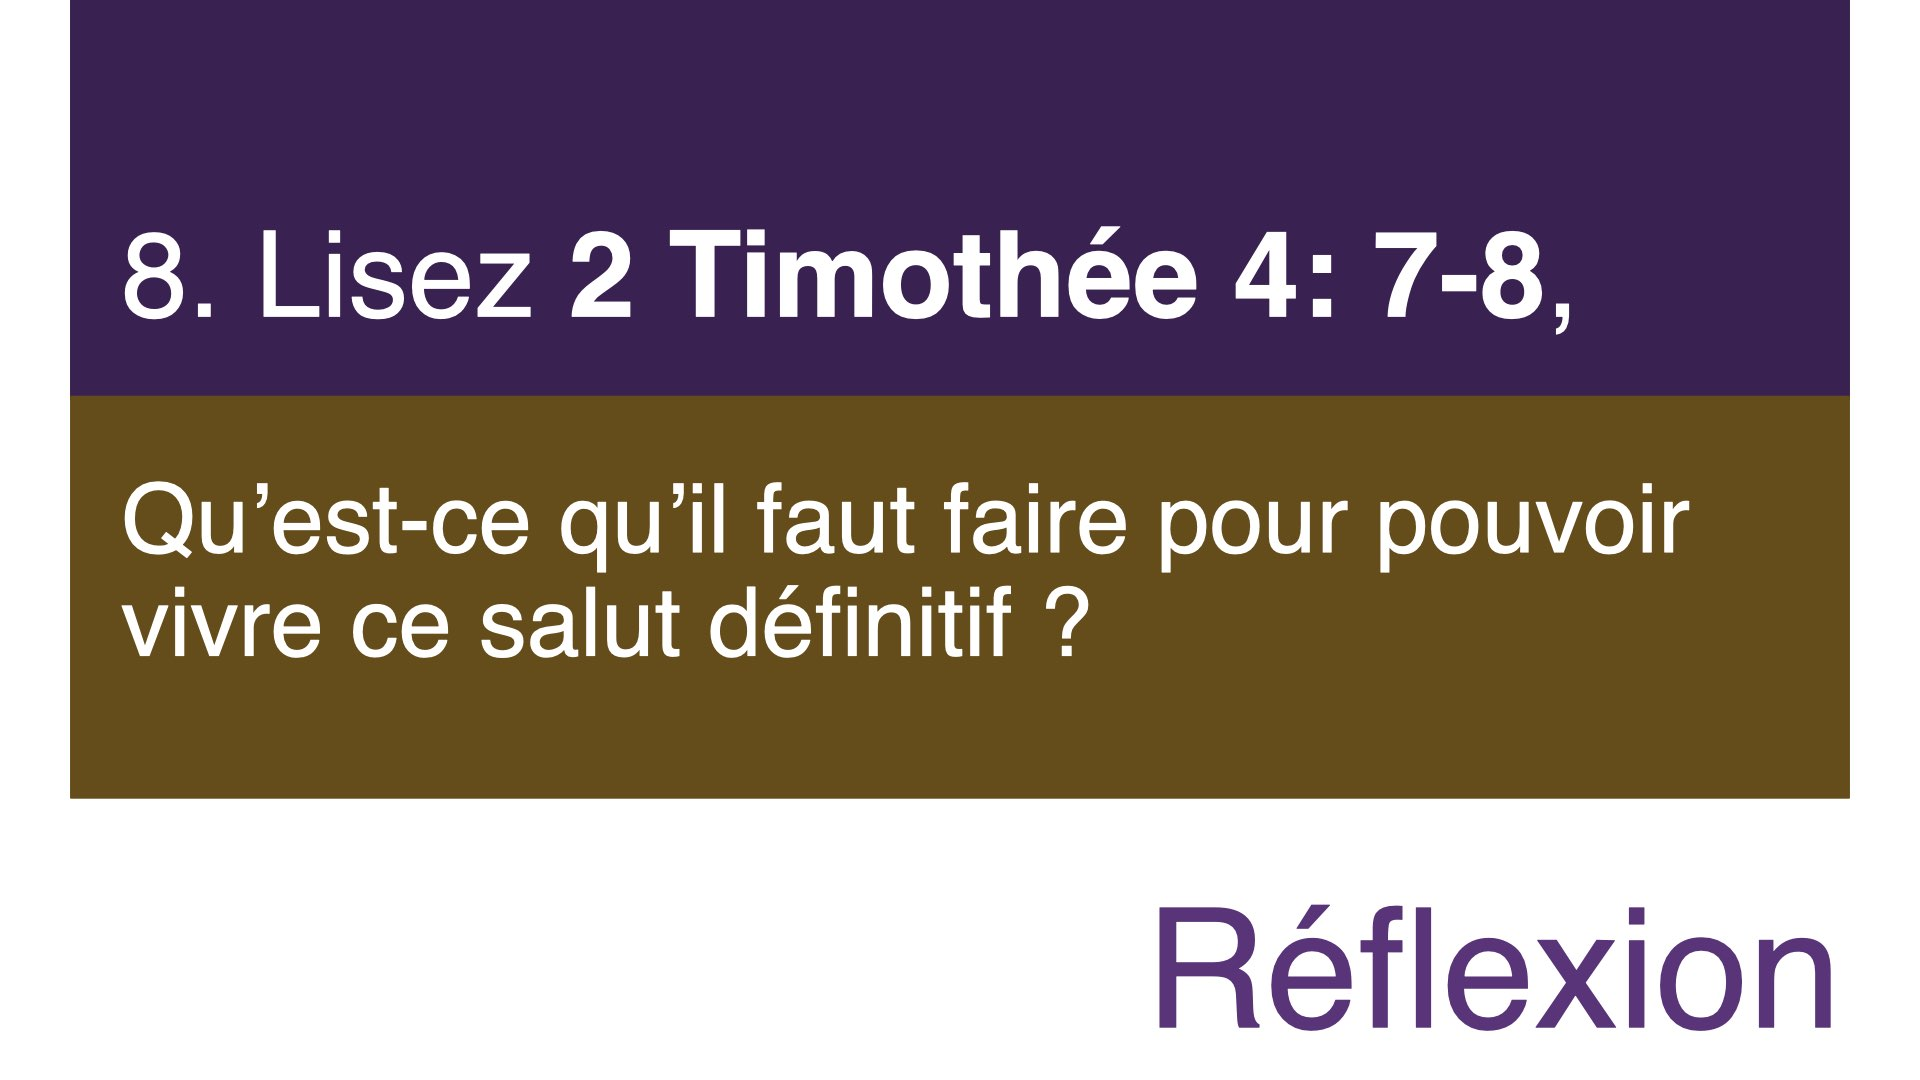 8. Lisez 2 Timothée 4: 7-8,
Qu’est-ce qu’il faut faire pour pouvoir
vivre ce salut définitif ?
Réflexion